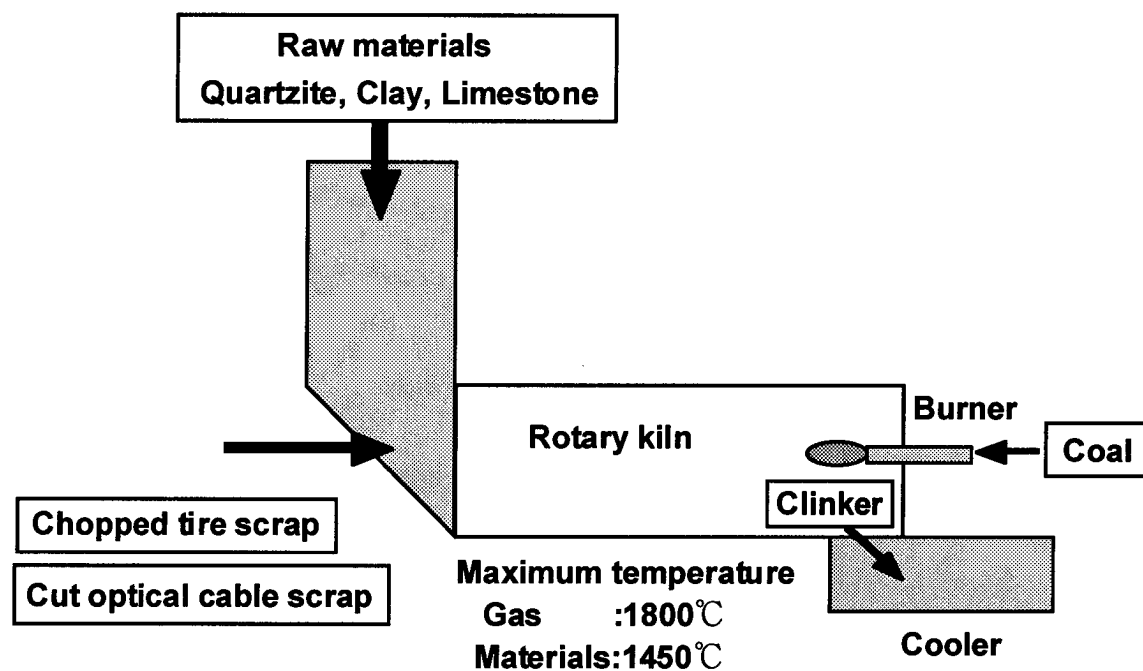 Raw materials
Quartzite, Clay, Limestone
Burner
Rotary kiln
Coal
Clinker
Chopped tire scrap
Cut optical cable scrap
Maximum temperature
Gas :1800℃
Materials:1450℃
Cooler